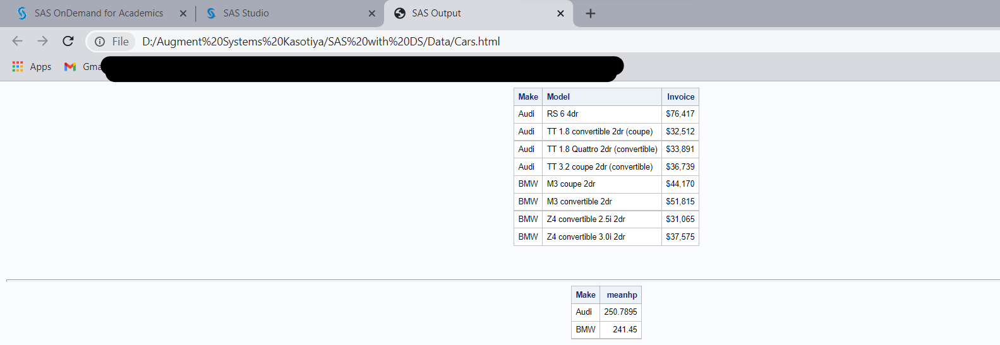 SAS OnDemand for Academics SAS Studio SAS Output
File D:/Augment%20Systems%20Kasotiya/SAS%20with%20DS/Data/Cars.html
Apps Gma
Make Model Invoice
Audi RS 6 4dr $76,417
Audi TT 1.8 convertible 2dr (coupe) $32,512
Audi TT 1.8 Quattro 2dr (convertible) $33,891
Audi TT 3.2 coupe 2dr (convertible) $36,739
BMW M3 coupe 2dr $44,170
BMW M3 convertible 2dr $51,815
BMW Z4 convertible 2.5i 2dr $31,065
BMW Z4 convertible 3.0i 2dr $37,575
Make meanhp
Audi 250.7895
BMW 241.45